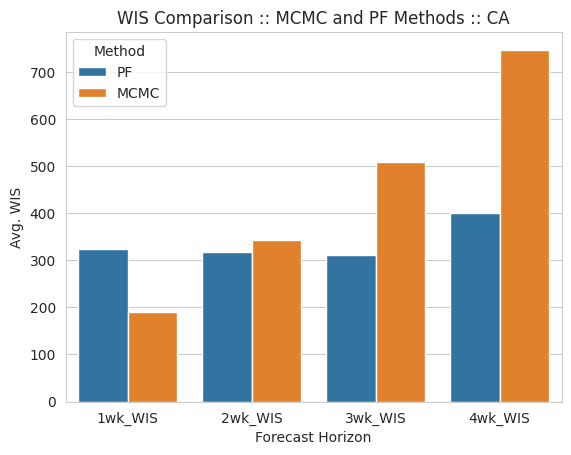 WIS Comparison :: MCMC and PF Methods :: CA
Method
PF
MCMC
700
600
500
400
300
200
100
0
Avg. WIS
1wk_WIS
2wk_WIS
3wk_WIS
4wk_WIS
Forecast Horizon